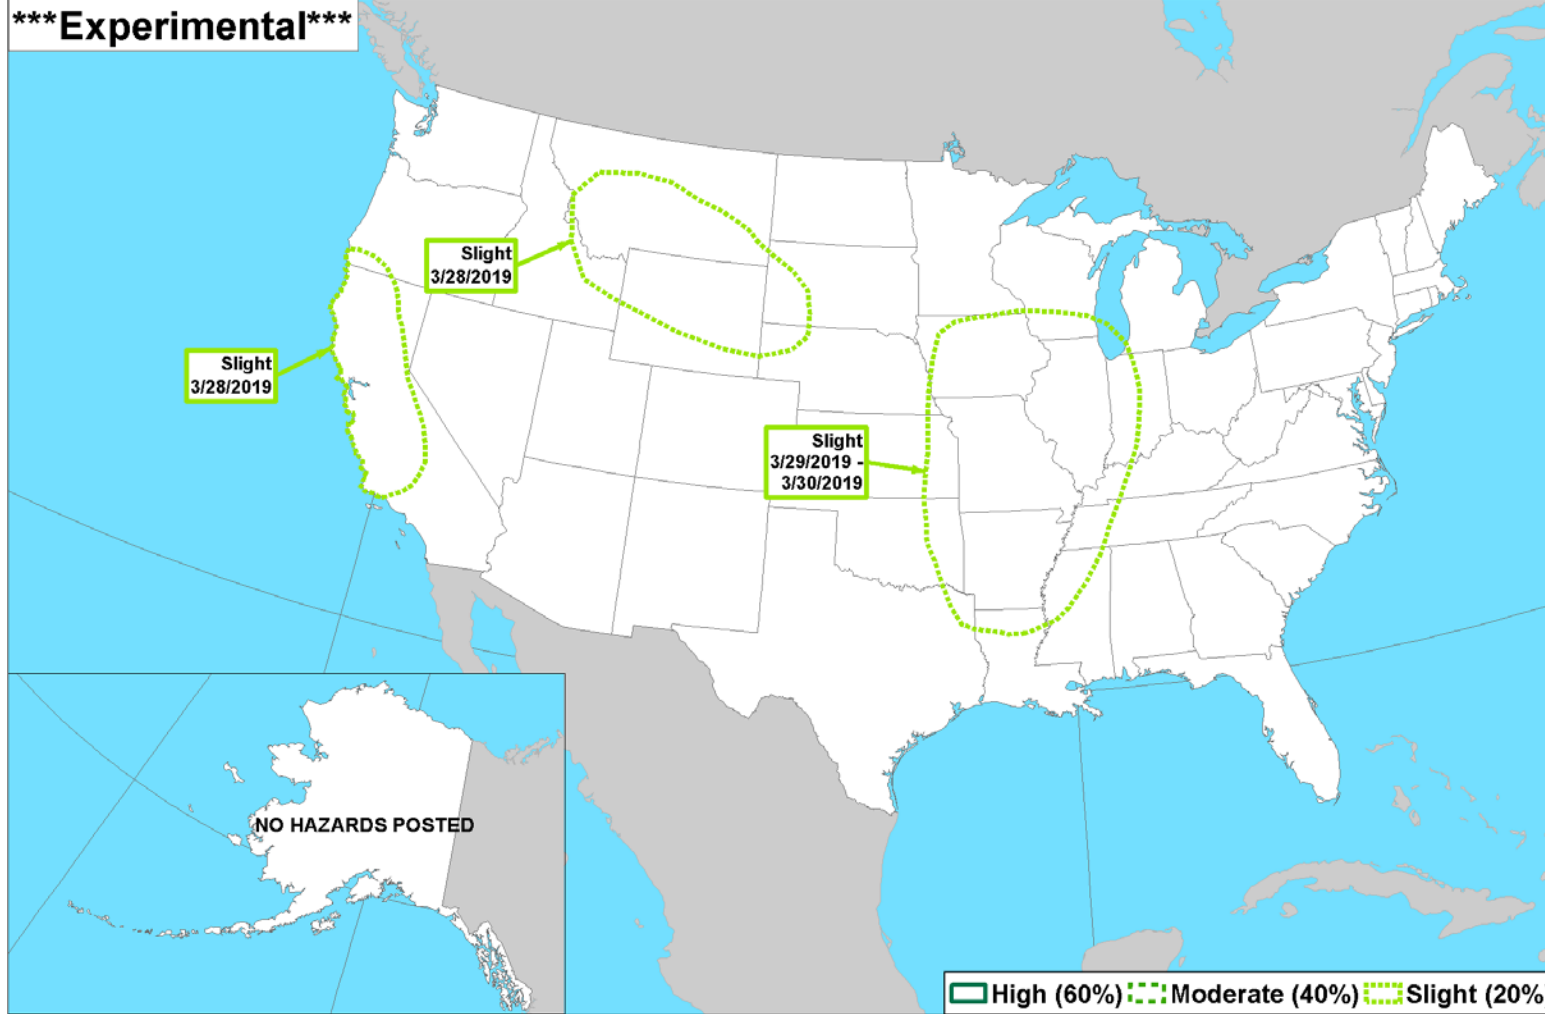 ***Experimental***
Slight
3/28/2019
Slight
3/28/2019
Slight
3/29/2019 -
3/30/2019
NO HAZARDS POSTED
High (60%) Moderate (40%) Slight (20%